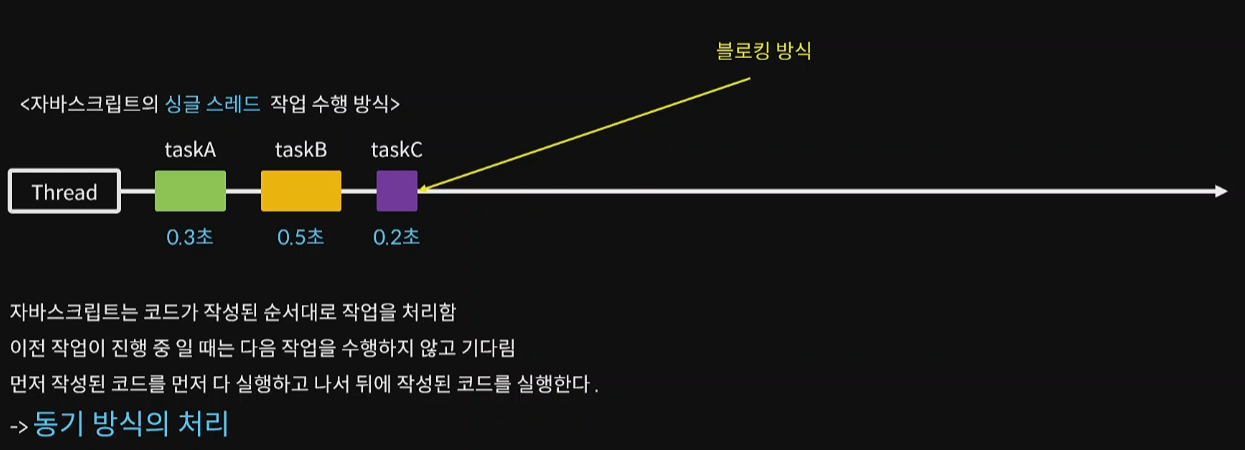 블로킹 방식
<자바스크립트의 싱글 스레드 작업 수행 방식>
taskA taskB taskC
Thread
0.3초 0.5초 0.2초
자바스크립트는 코드가 작성된 순서대로 작업을 처리함
이전 작업이 진행 중 일 때는 다음 작업을 수행하지 않고 기다림
먼저 작성된 코드를 먼저 다 실행하고 나서 뒤에 작성된 코드를 실행한다 .
-> 동기 방식의 처리